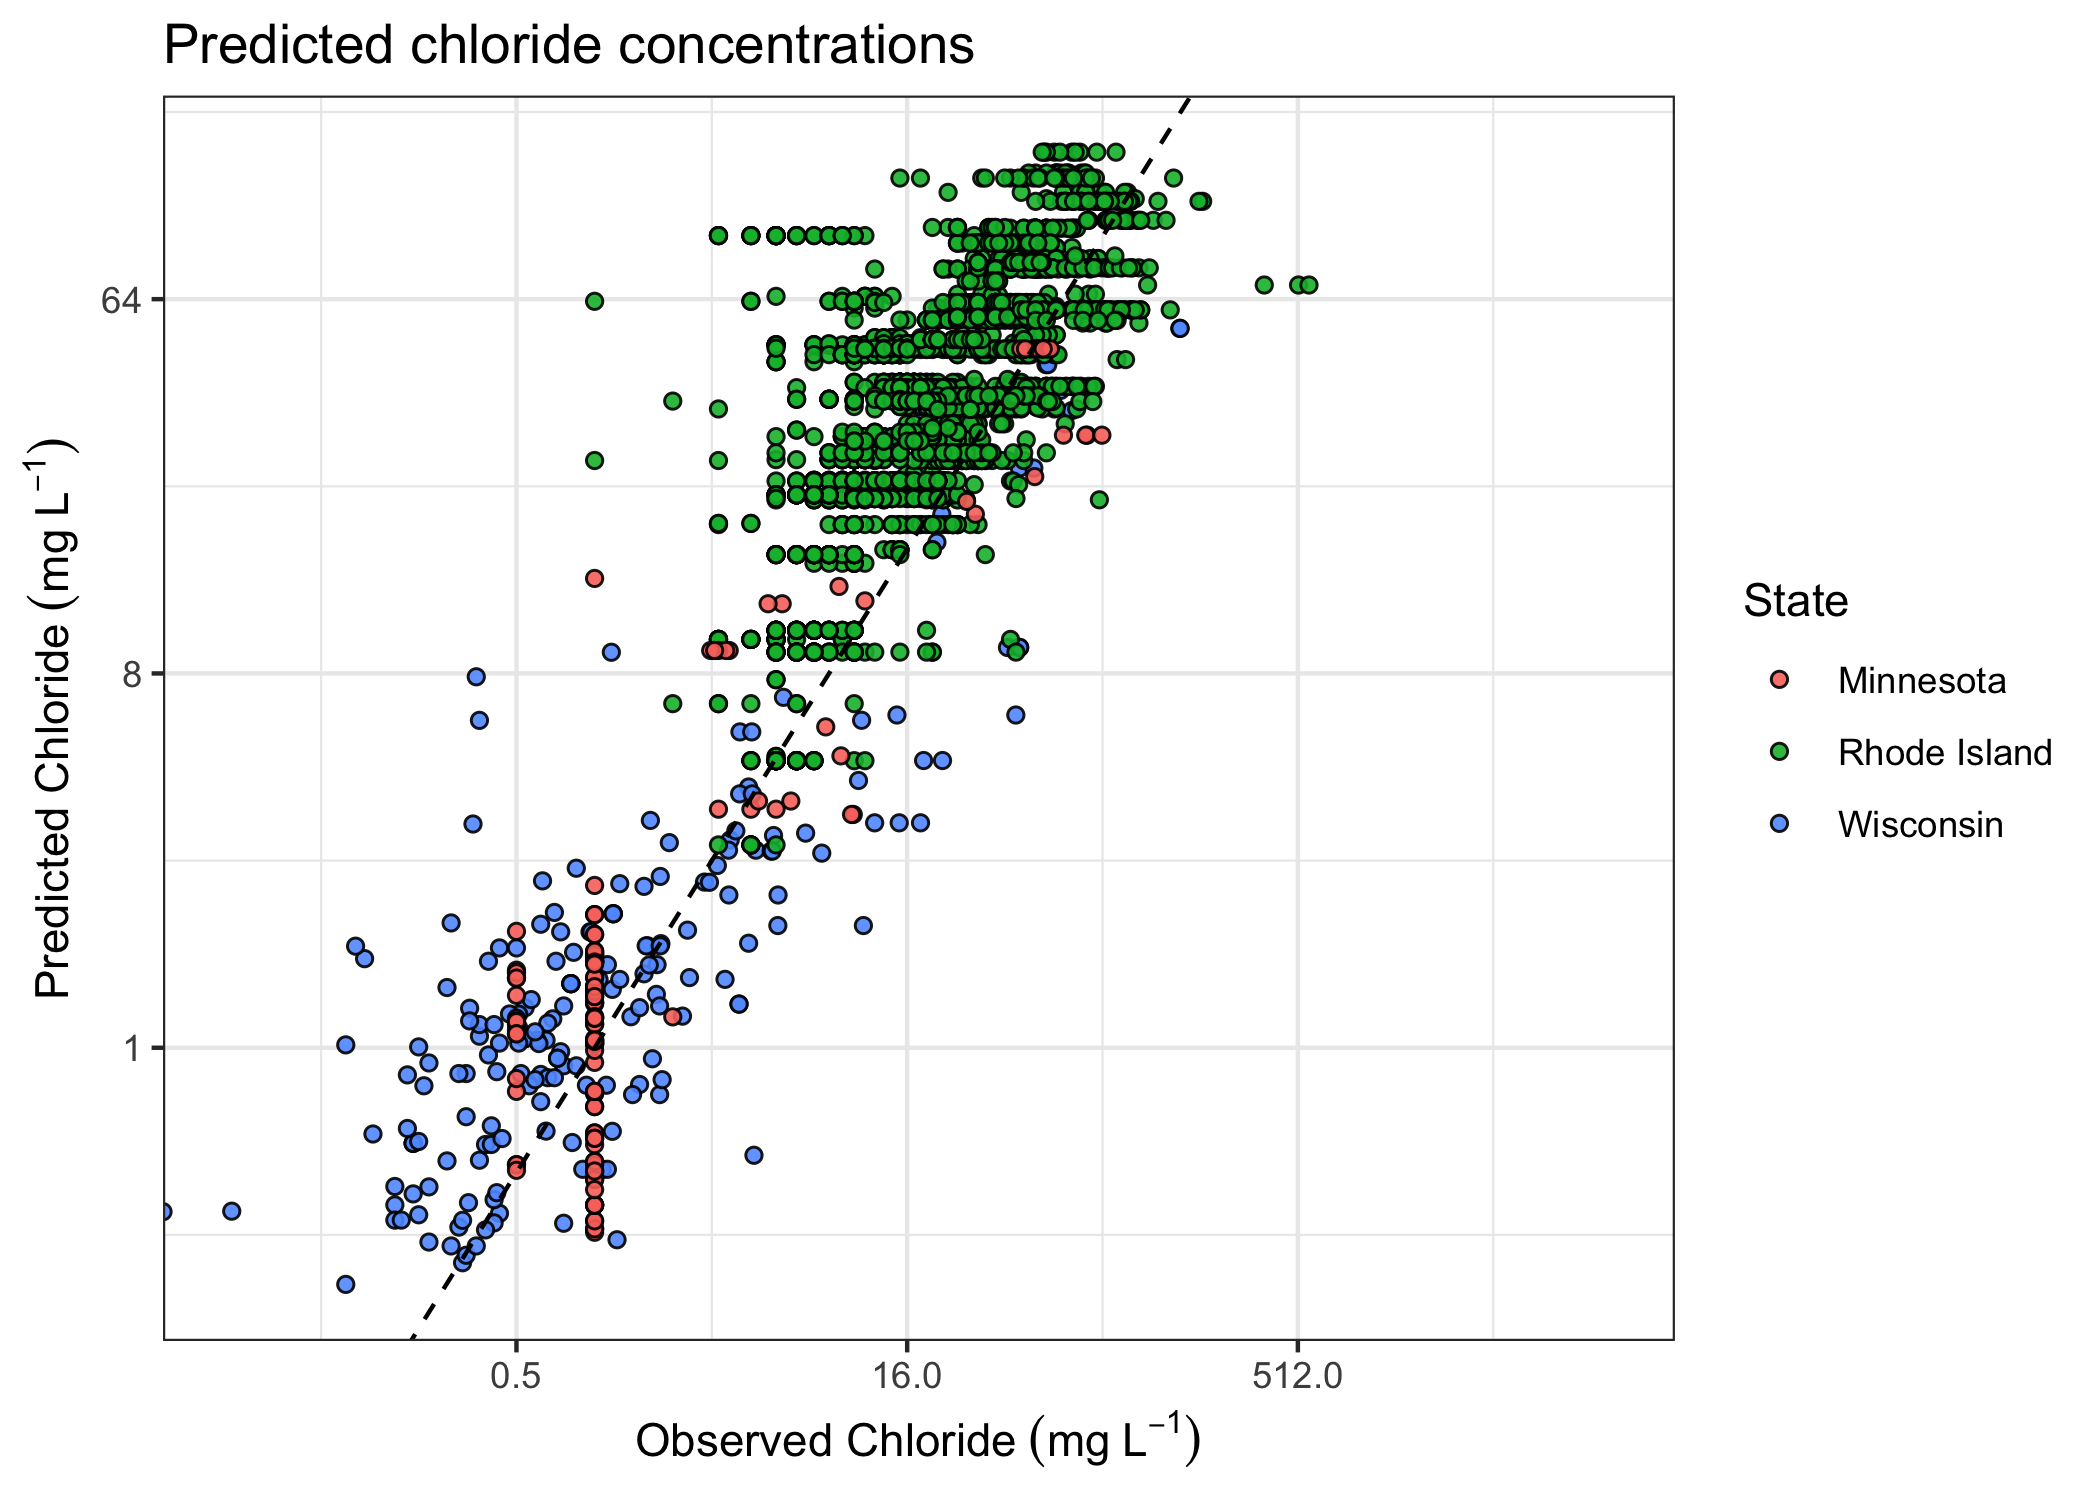 Predicted chloride concentrations
Predicted Chloride (mg L⁻¹)
64
8
1
0.5
16.0
512.0
Observed Chloride (mg L⁻¹)
State
Minnesota
Rhode Island
Wisconsin